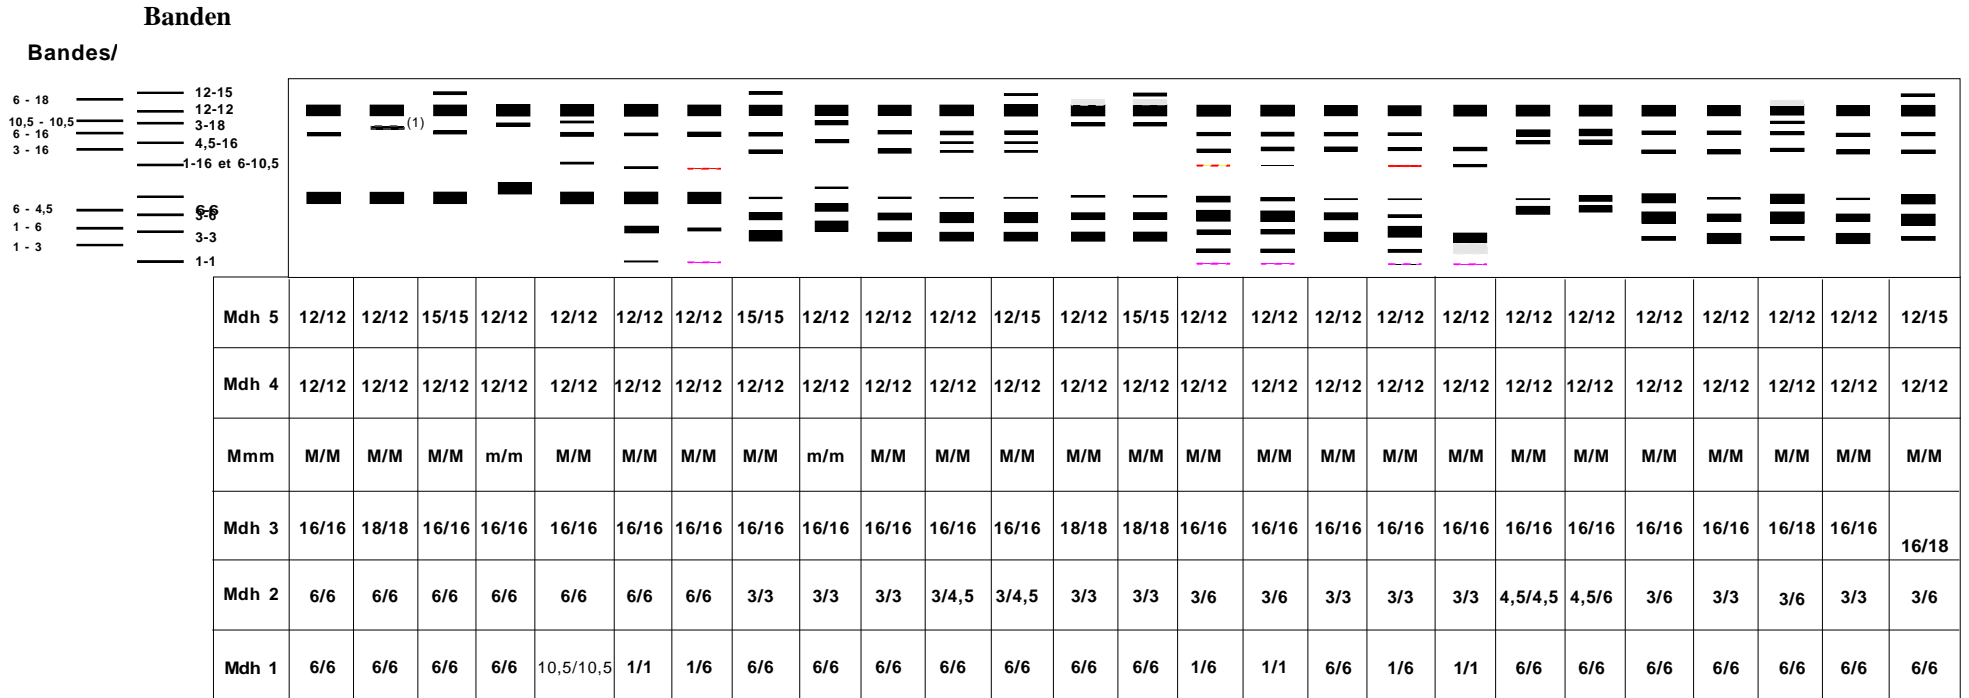 Banden
Bandes/
6 - 18
10,5 - 10,5
6 - 16
3 - 16
6 - 4,5
1 - 6
1 - 3
12-15
12-12
3-18
4,5-16
1-16 et 6-10,5
6-6
3-6
3-3
1-1
(1)
Mdh 5 12/12 12/12 15/15 12/12 12/12 12/12 12/12 15/15 12/12 12/12 12/12 12/15 12/12 15/15 12/12 12/12 12/12 12/12 12/12 12/12 12/12 12/12 12/12 12/12 12/12 12/15
Mdh 4 12/12 12/12 12/12 12/12 12/12 12/12 12/12 12/12 12/12 12/12 12/12 12/12 12/12 12/12 12/12 12/12 12/12 12/12 12/12 12/12 12/12 12/12 12/12 12/12 12/12 12/12
Mmm M/M M/M M/M m/m M/M M/M M/M M/M m/m M/M M/M M/M M/M M/M M/M M/M M/M M/M M/M M/M M/M M/M M/M M/M M/M M/M
Mdh 3 16/16 18/18 16/16 16/16 16/16 16/16 16/16 16/16 16/16 16/16 16/16 16/16 18/18 18/18 16/16 16/16 16/16 16/16 16/16 16/16 16/16 16/16 16/16 16/18 16/16 16/18
Mdh 2 6/6 6/6 6/6 6/6 6/6 6/6 6/6 3/3 3/3 3/3 3/4,5 3/4,5 3/3 3/3 3/6 3/6 3/3 3/3 3/3 4,5/4,5 4,5/6 3/6 3/3 3/6 3/3 3/6
Mdh 1 6/6 6/6 6/6 6/6 10,5/10,5 1/1 1/6 6/6 6/6 6/6 6/6 6/6 6/6 6/6 1/6 1/1 6/6 1/6 1/1 6/6 6/6 6/6 6/6 6/6 6/6 6/6